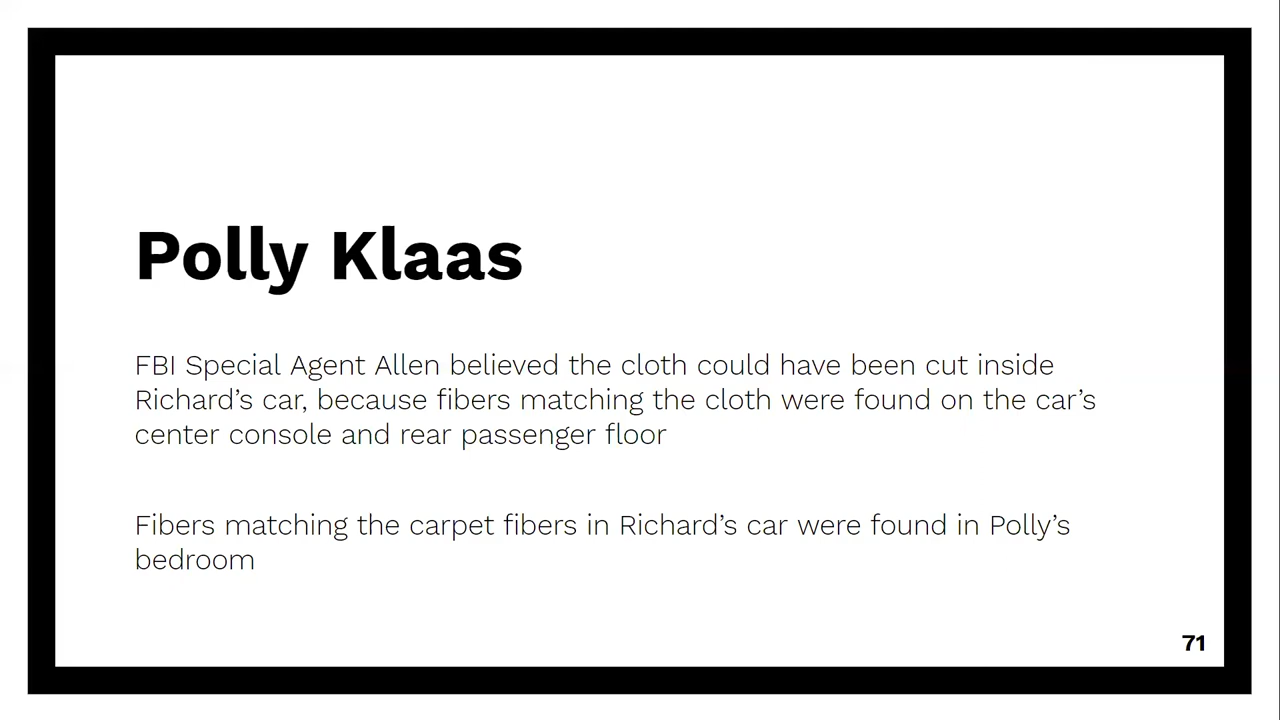 Polly Klaas
FBI Special Agent Allen believed the cloth could have been cut inside
Richard’s car, because fibers matching the cloth were found on the car’s
center console and rear passenger floor
Fibers matching the carpet fibers in Richard’s car were found in Polly’s
bedroom
71